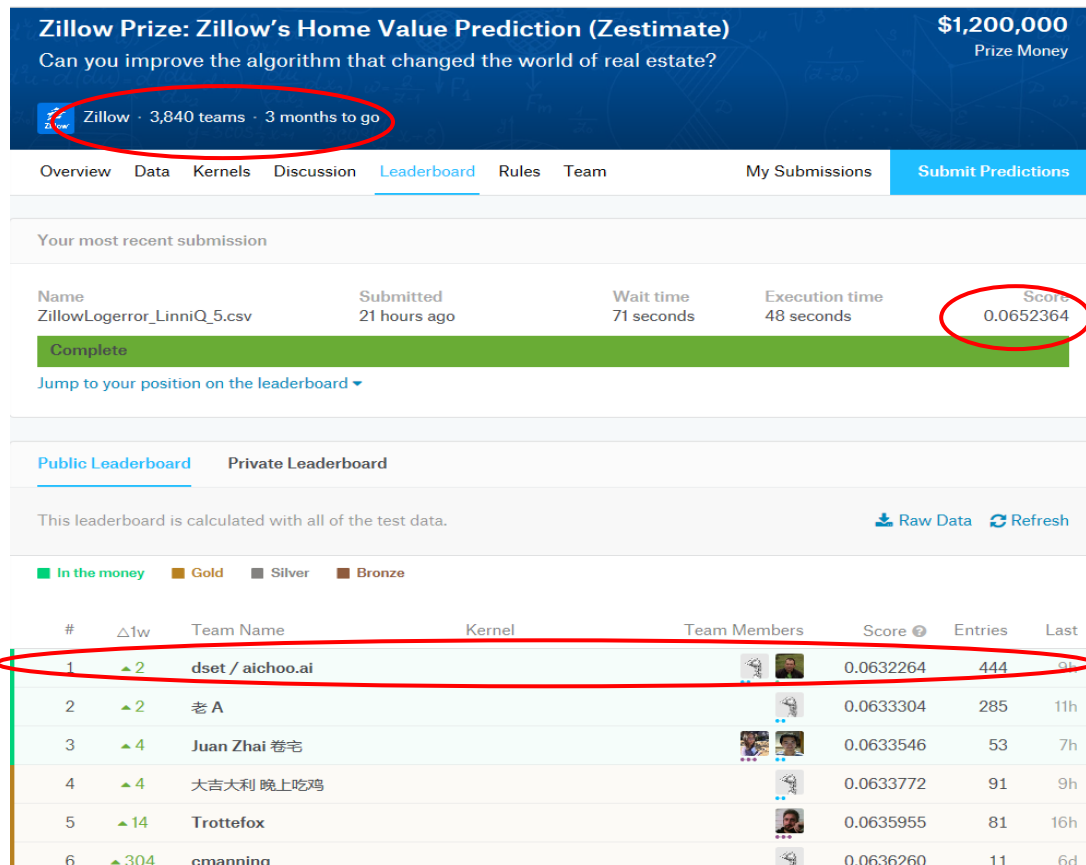 Zillow Prize: Zillow's Home Value Prediction (Zestimate)
$1,200,000
Can you improve the algorithm that changed the world of real estate?
Prize Money
Zillow
Zillow · 3,840 teams · 3 months to go
Overview Data Kernels Discussion Leaderboard Rules Team My Submissions Submit Predictions
Your most recent submission
Name Submitted Wait time Execution time Score
ZillowLogerror_LinniQ_5.csv 21 hours ago 71 seconds 48 seconds 0.0652364
Complete
Jump to your position on the leaderboard
Public Leaderboard Private Leaderboard
This leaderboard is calculated with all of the test data. Raw Data Refresh
In the money Gold Silver Bronze
# △1w Team Name Kernel Team Members Score Entries Last
1 2 dset / aichoo.ai 0.0632264 444 9h
2 2 老 A 0.0633304 285 11h
3 4 Juan Zhai 卷宅 0.0633546 53 7h
4 4 大吉大利 晚上吃鸡 0.0633772 91 9h
5 14 Trottefox 0.0635955 81 16h
6 304 cmanning 0.0636260 11 6d